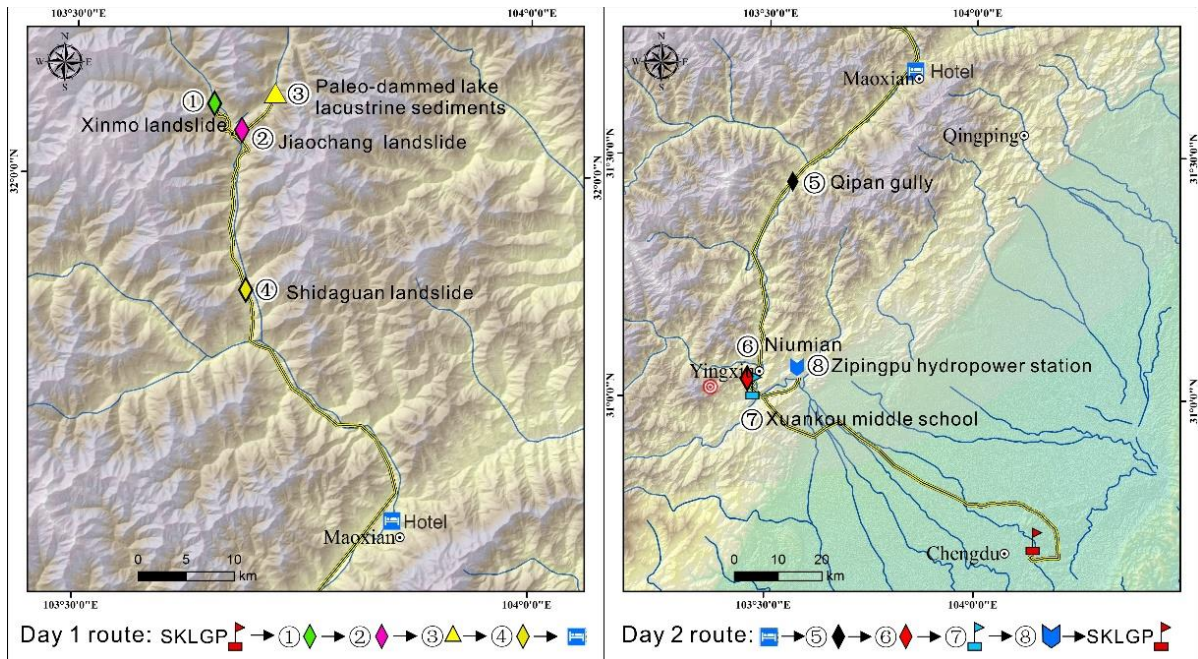 103°30'0"E
104°0'0"E
N
W
E
S
①
③
Paleo-dammed lake
lacustrine sediments
Xinmo landslide
②
Jiaochang landslide
32°0'0"N
32°0'0"N
④
Shidaguan landslide
Hotel
Maoxian
0
5
10
km
103°30'0"E
104°0'0"E
Day 1 route: SKLGP → ① → ② → ③ → ④ →
103°30'0"E
104°0'0"E
N
W
E
S
Maoxian
Hotel
Qingping
31°30'0"N
31°30'0"N
⑤
Qipan gully
⑥
Niumian
Yingxiu
⑧
Zipingpu hydropower station
31°0'0"N
31°0'0"N
⑦
Xuankou middle school
Chengdu
0
10
20
km
103°30'0"E
104°0'0"E
Day 2 route: → ⑤ → ⑥ → ⑦ → ⑧ → SKLGP